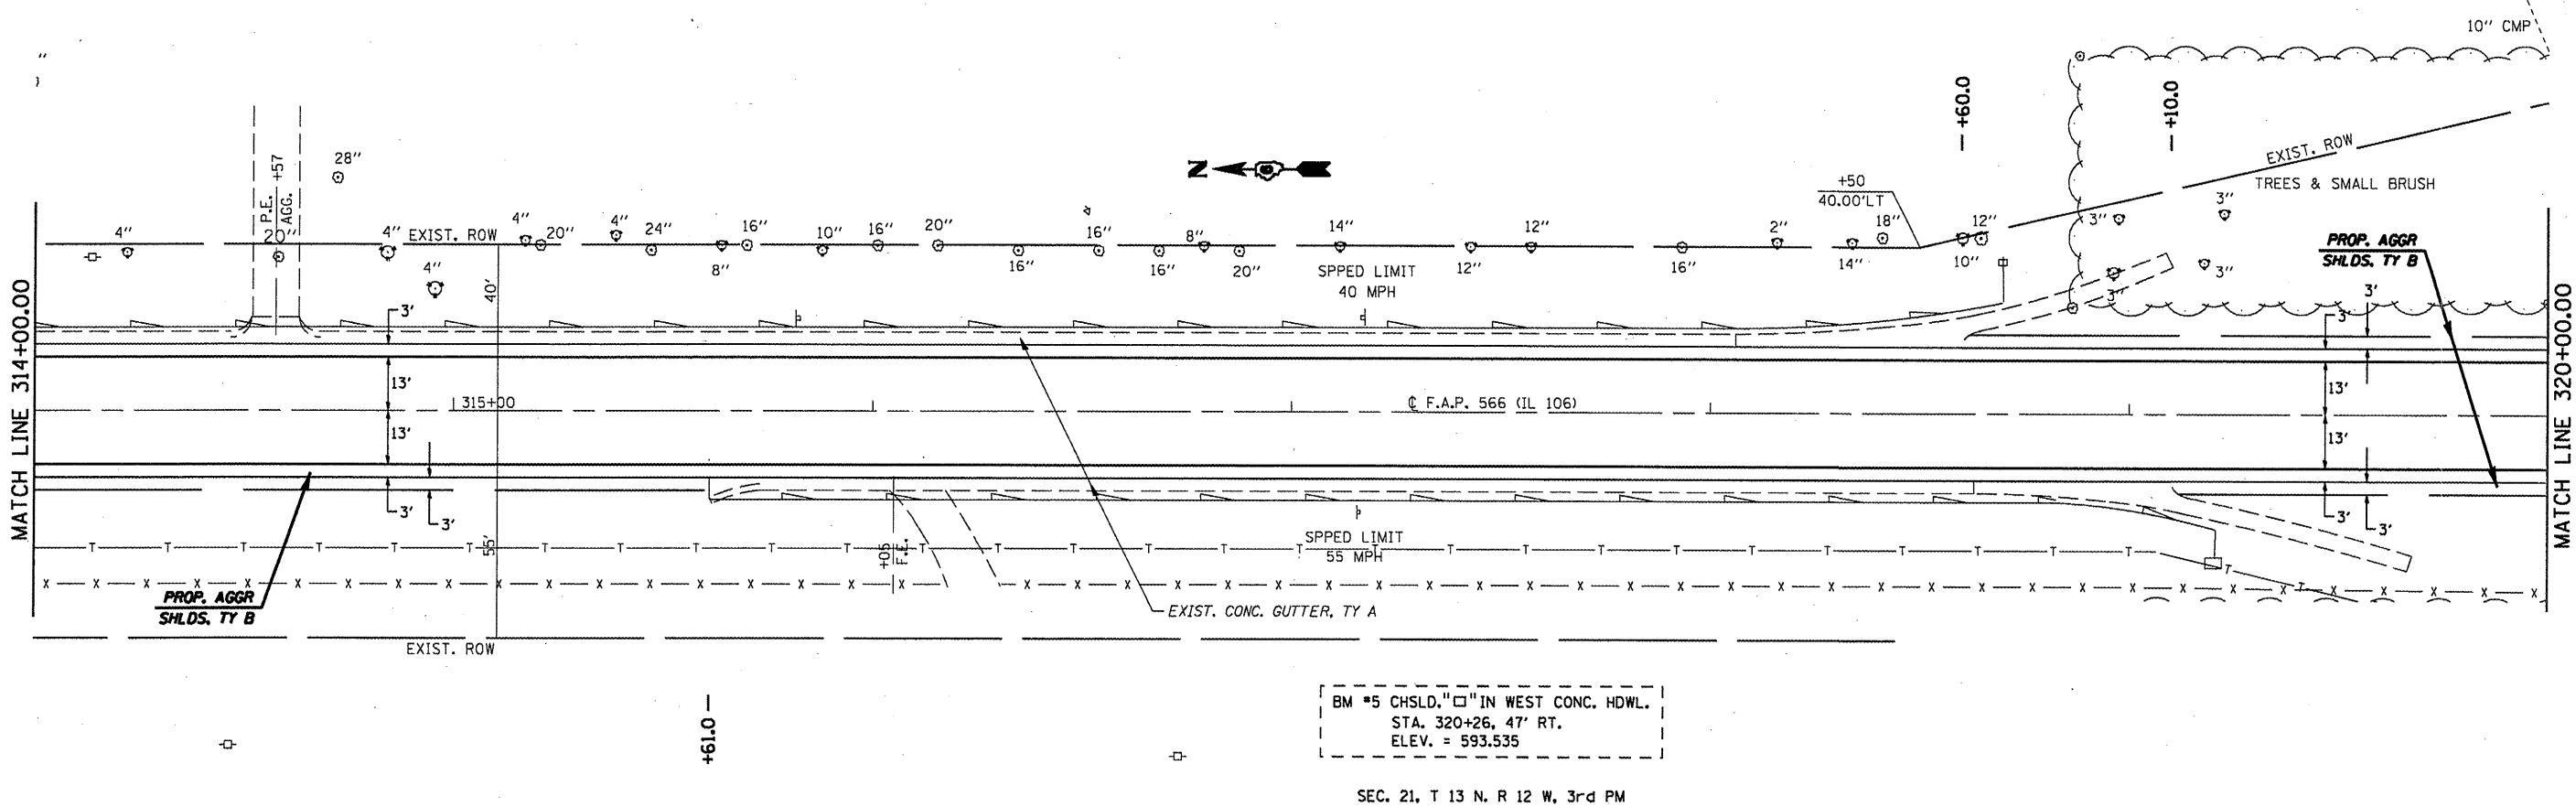 10" CMP
"
+60.0
+10.0
28"
P.E. +57
AGG.
N
EXIST. ROW
TREES & SMALL BRUSH
+50
40.00'LT
4"
20"
4"
EXIST. ROW
4"
20"
4"
24"
16"
10"
16"
20"
16"
8"
14"
12"
2"
18"
12"
3"
3"
4"
8"
16"
16"
20"
12"
16"
14"
10"
3"
3"
SPPED LIMIT
40 MPH
PROP. AGGR
SHLDS. TY B
40'
3'
3'
3'
MATCH LINE 314+00.00
MATCH LINE 320+00.00
13'
13'
315+00
℄ F.A.P. 566 (IL 106)
13'
13'
3'
3'
3'
3'
55'
+05
F.E.
SPPED LIMIT
55 MPH
T T T T T T T T T T T T T T T T T T T T T T T T T T T T T T
X X X X X X X X X X X X X X X X X X X X X X X X X X X X X X X X X X X X X X X X X X X X X X X
PROP. AGGR
SHLDS. TY B
EXIST. CONC. GUTTER, TY A
EXIST. ROW
+61.0
BM #5 CHSLD."□"IN WEST CONC. HDWL.
STA. 320+26, 47' RT.
ELEV. = 593.535
SEC. 21, T 13 N. R 12 W, 3rd PM